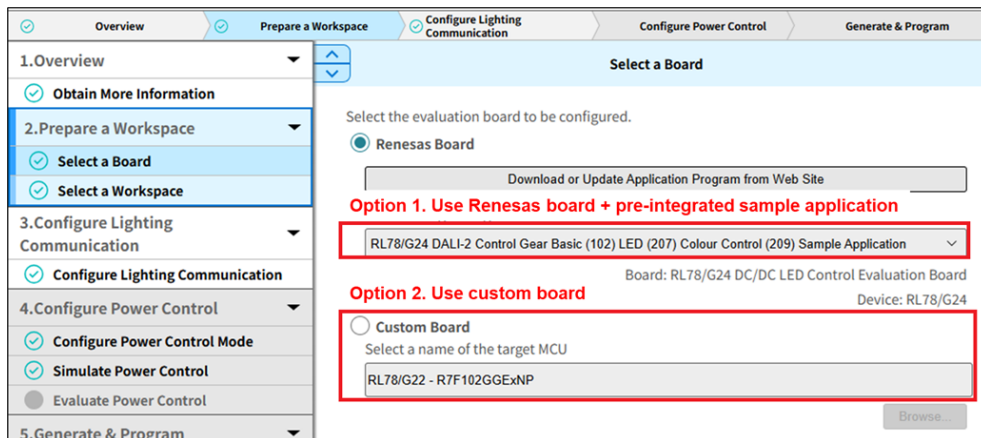 Overview
Prepare a Workspace
Configure Lighting
Communication
Configure Power Control
Generate & Program
1.Overview
Obtain More Information
2.Prepare a Workspace
Select a Board
Select a Workspace
3.Configure Lighting
Communication
Configure Lighting Communication
4.Configure Power Control
Configure Power Control Mode
Simulate Power Control
Evaluate Power Control
5.Generate & Program
Select a Board
Select the evaluation board to be configured.
Renesas Board
Download or Update Application Program from Web Site
Option 1. Use Renesas board + pre-integrated sample application
RL78/G24 DALI-2 Control Gear Basic (102) LED (207) Colour Control (209) Sample Application
Board: RL78/G24 DC/DC LED Control Evaluation Board
Device: RL78/G24
Option 2. Use custom board
Custom Board
Select a name of the target MCU
RL78/G22 - R7F102GGExNP
Browse...